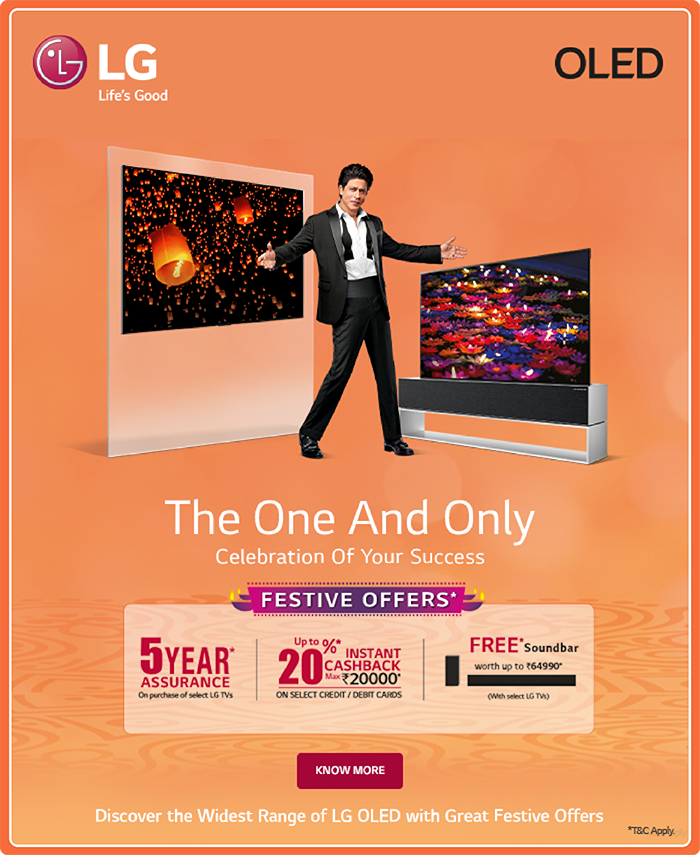 LG
Life's Good
OLED
The One And Only
Celebration Of Your Success
FESTIVE OFFERS*
5 YEAR*
ASSURANCE
On purchase of select LG TVs
Up to 20%* INSTANT
CASHBACK
Max ₹20000*
ON SELECT CREDIT / DEBIT CARDS
FREE* Soundbar
worth up to ₹64990*
(With select LG TVs)
KNOW MORE
Discover the Widest Range of LG OLED with Great Festive Offers
*T&C Apply.